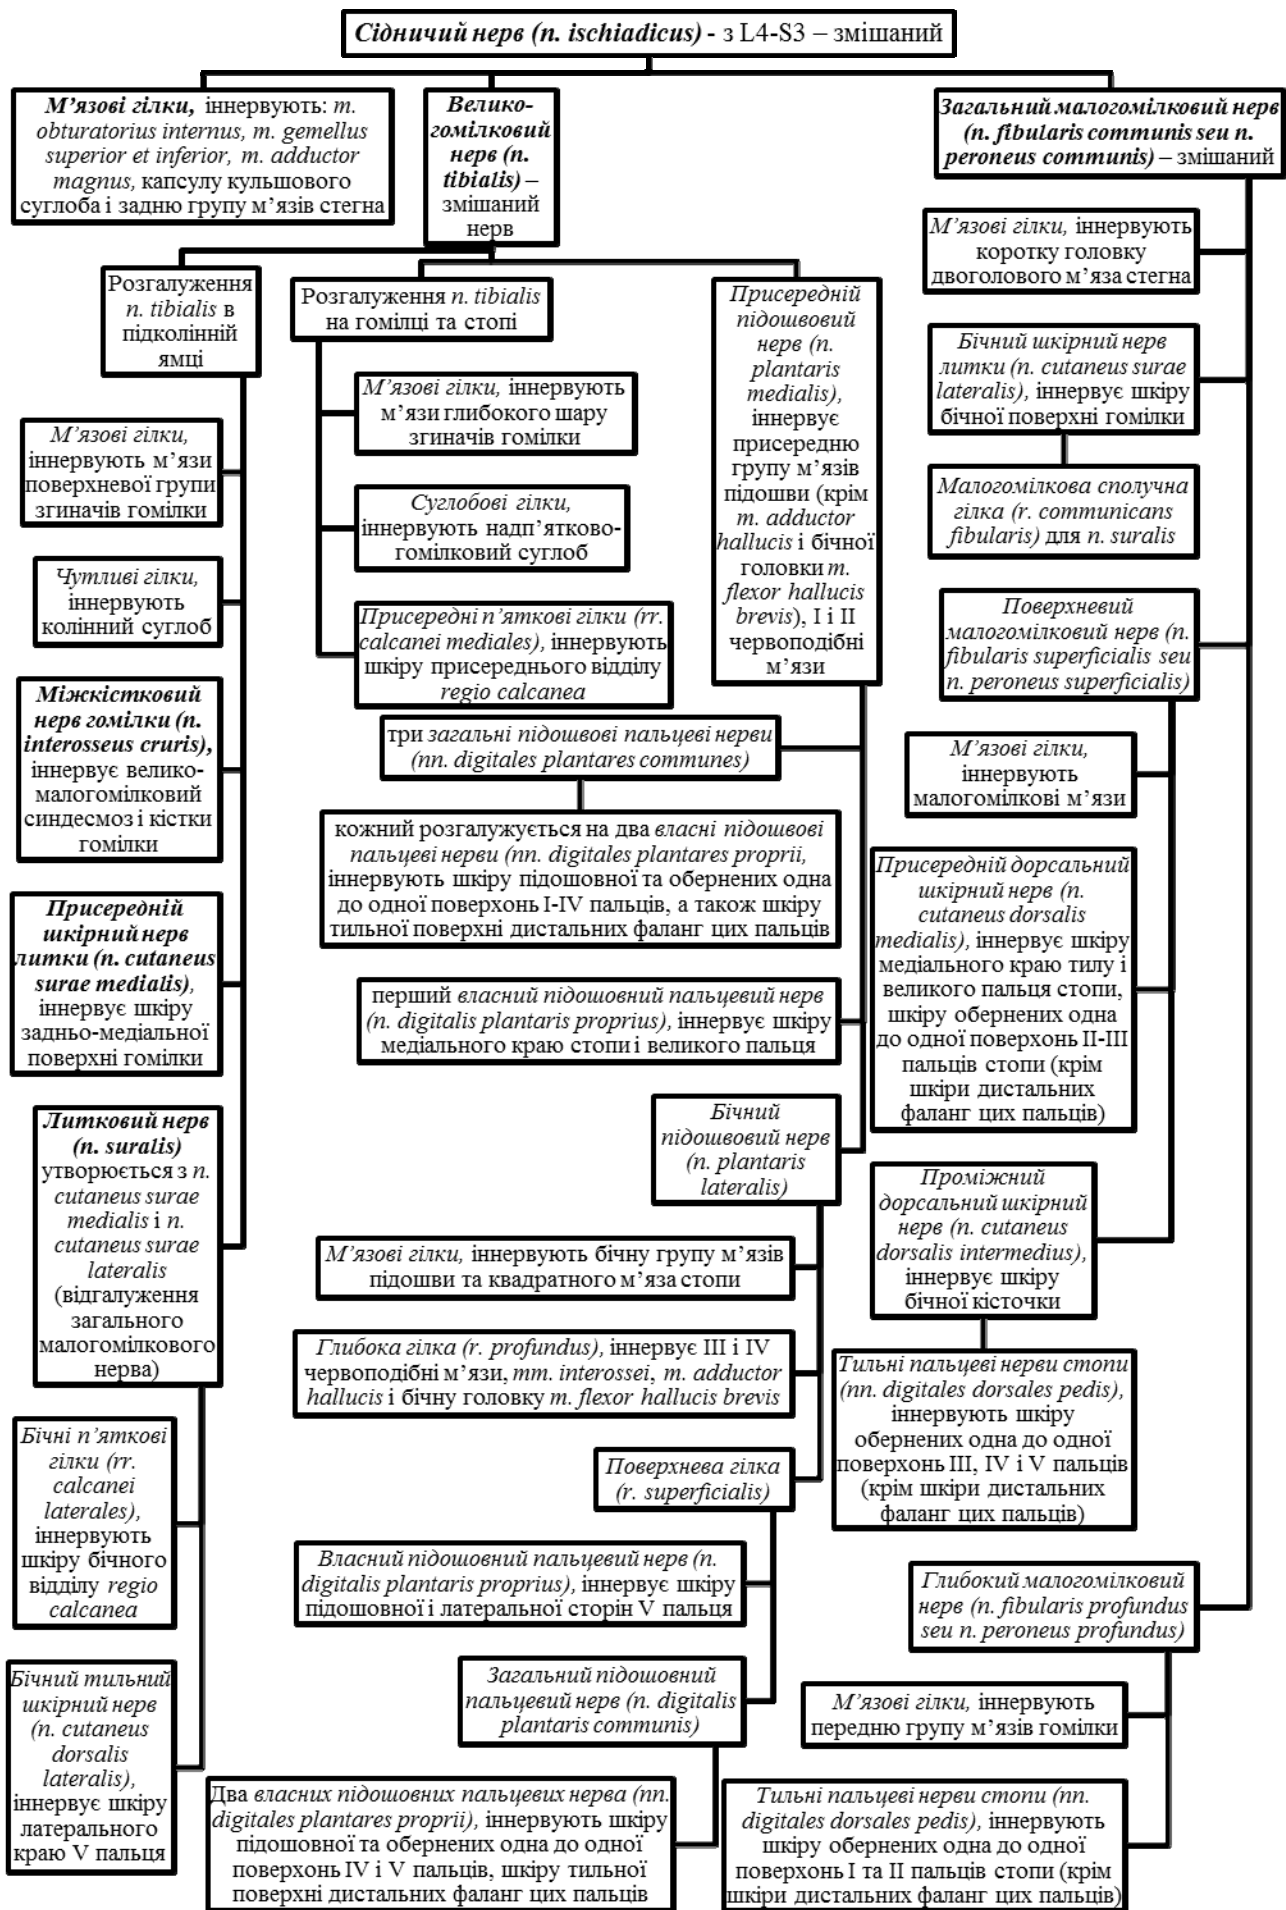 Сідничий нерв (n. ischiadicus) - з L4-S3 – змішаний
М’язові гілки, іннервують: m.
obturatorius internus, m. gemellus
superior et inferior, m. adductor
magnus, капсулу кульшового
суглоба і задню групу м’язів стегна
Велико-
гомілковий
нерв (n.
tibialis) –
змішаний
нерв
Загальний малогомілковий нерв
(n. fibularis communis seu n.
peroneus communis) – змішаний
Розгалуження
n. tibialis в
підколінній
ямці
М’язові гілки,
іннервують м’язи
поверхневої групи
згиначів гомілки
Чутливі гілки,
іннервують
колінний суглоб
Міжкістковий
нерв гомілки (n.
interosseus cruris),
іннервує велико-
малогомілковий
синдесмоз і кістки
гомілки
Присередній
шкірний нерв
литки (n. cutaneus
surae medialis),
іннервує шкіру
задньо-медіальної
поверхні гомілки
Литковий нерв
(n. suralis)
утворюється з n.
cutaneus surae
medialis і n.
cutaneus surae
lateralis
(відгалуження
загального
малогомілкового
нерва)
Бічні п’яткові
гілки (rr.
calcanei
laterales),
іннервують
шкіру бічного
відділу regio
calcanea
Бічний тильний
шкірний нерв
(n. cutaneus
dorsalis
lateralis),
іннервує шкіру
латерального
краю V пальця
Розгалуження n. tibialis
на гомілці та стопі
М’язові гілки, іннервують
м’язи глибокого шару
згиначів гомілки
Суглобові гілки,
іннервують надп’ятково-
гомілковий суглоб
Присередні п’яткові гілки (rr.
calcanei mediales), іннервують
шкіру присереднього відділу
regio calcanea
Присередній
підошвовий
нерв (n.
plantaris
medialis),
іннервує
присередню
групу м’язів
підошви (крім
m. adductor
hallucis і бічної
головки m.
flexor hallucis
brevis), I і II
червоподібні
м’язи
три загальні підошвові пальцеві нерви
(nn. digitales plantares communes)
кожний розгалужується на два власні підошвові
пальцеві нерви (nn. digitales plantares proprii,
іннервують шкіру підошовної та обернених одна
до одної поверхонь I-IV пальців, а також шкіру
тильної поверхні дистальних фаланг цих пальців
перший власний підошовний пальцевий нерв
(n. digitalis plantaris proprius), іннервує шкіру
медіального краю стопи і великого пальця
Бічний
підошвовий нерв
(n. plantaris
lateralis)
М’язові гілки, іннервують бічну групу м’язів
підошви та квадратного м’яза стопи
Глибока гілка (r. profundus), іннервує III і IV
червоподібні м’язи, mm. interossei, m. adductor
hallucis і бічну головку m. flexor hallucis brevis
Поверхнева гілка
(r. superficialis)
Власний підошовний пальцевий нерв (n.
digitalis plantaris proprius), іннервує шкіру
підошовної і латеральної сторін V пальця
Загальний підошовний
пальцевий нерв (n. digitalis
plantaris communis)
Два власних підошовних пальцевих нерва (nn.
digitales plantares proprii), іннервують шкіру
підошовної та обернених одна до одної
поверхонь IV і V пальців, шкіру тильної
поверхні дистальних фаланг цих пальців
М’язові гілки, іннервують
коротку головку
двоголового м’яза стегна
Бічний шкірний нерв
литки (n. cutaneus surae
lateralis), іннервує шкіру
бічної поверхні гомілки
Малогомілкова сполучна
гілка (r. communicans
fibularis) для n. suralis
Поверхневий
малогомілковий нерв (n.
fibularis superficialis seu
n. peroneus superficialis)
М’язові гілки,
іннервують
малогомілкові м’язи
Присередній дорсальний
шкірний нерв (n.
cutaneus dorsalis
medialis), іннервує шкіру
медіального краю тилу і
великого пальця стопи,
шкіру обернених одна
до одної поверхонь II-III
пальців стопи (крім
шкіри дистальних
фаланг цих пальців)
Проміжний
дорсальний шкірний
нерв (n. cutaneus
dorsalis intermedius),
іннервує шкіру
бічної кісточки
Тильні пальцеві нерви стопи
(nn. digitales dorsales pedis),
іннервують шкіру
обернених одна до одної
поверхонь III, IV і V пальців
(крім шкіри дистальних
фаланг цих пальців)
Глибокий малогомілковий
нерв (n. fibularis profundus
seu n. peroneus profundus)
М’язові гілки, іннервують
передню групу м’язів гомілки
Тильні пальцеві нерви стопи (nn.
digitales dorsales pedis), іннервують
шкіру обернених одна до одної
поверхонь I та II пальців стопи (крім
шкіри дистальних фаланг цих пальців)